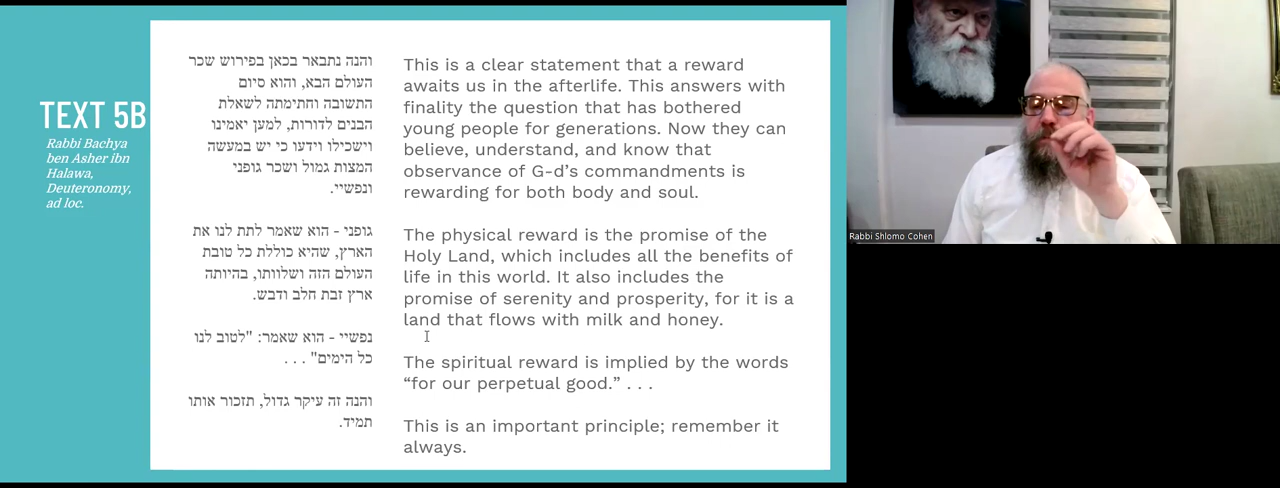 TEXT 5B
Rabbi Bachya
ben Asher ibn
Halawa,
Deuteronomy,
ad loc.
והנה נתבאר בכאן בפירוש שכר
העולם הבא, והוא סיום
התשובה וחתימתה לשאלת
הבנים לדורות, למען יאמינו
וישכילו וידעו כי יש במעשה
המצות גמול ושכר גופני
ונפשיי.
גופני - הוא שאמר לתת לנו את
הארץ, שהיא כוללת כל טובת
העולם הזה ושלוותו, בהיותה
ארץ זבת חלב ודבש.
נפשיי - הוא שאמר: "לטוב לנו
כל הימים" . . .
והנה זה עיקר גדול, תזכור אותו
תמיד.
This is a clear statement that a reward
awaits us in the afterlife. This answers with
finality the question that has bothered
young people for generations. Now they can
believe, understand, and know that
observance of G-d’s commandments is
rewarding for both body and soul.
The physical reward is the promise of the
Holy Land, which includes all the benefits of
life in this world. It also includes the
promise of serenity and prosperity, for it is a
land that flows with milk and honey.
The spiritual reward is implied by the words
“for our perpetual good.” . . .
This is an important principle; remember it
always.
Rabbi Shlomo Cohen